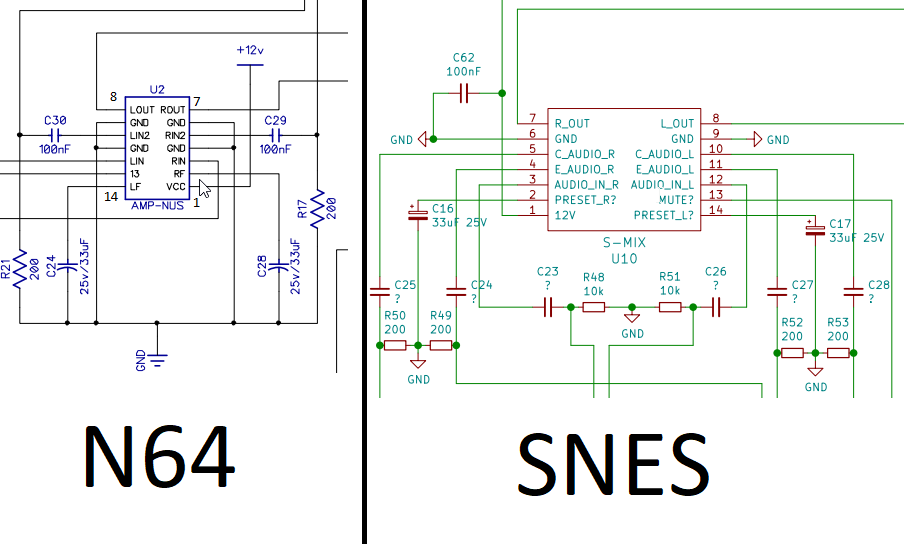 +12v
U2
8
7
LOUT ROUT
GND GND
C30
LIN2 RIN2
C29
100nF
GND GND
100nF
LIN RIN
13 RF
LF VCC
14
1
AMP-NUS
R17
200
R21
200
C24
25v/33uF
C28
25v/33uF
GND
N64
C62
100nF
7 R_OUT L_OUT 8
GND 6 GND GND 9 GND
5 C_AUDIO_R C_AUDIO_L 10
4 E_AUDIO_R E_AUDIO_L 11
3 AUDIO_IN_R AUDIO_IN_L 12
2 PRESET_R? MUTE? 13
1 12V PRESET_L? 14
C16
33uF 25V
C17
33uF 25V
S-MIX
U10
C25
?
C24
?
C23
?
R48
10k
R51
10k
C26
?
C27
?
C28
?
GND
R50
200
R49
200
R52
200
R53
200
GND
GND
SNES